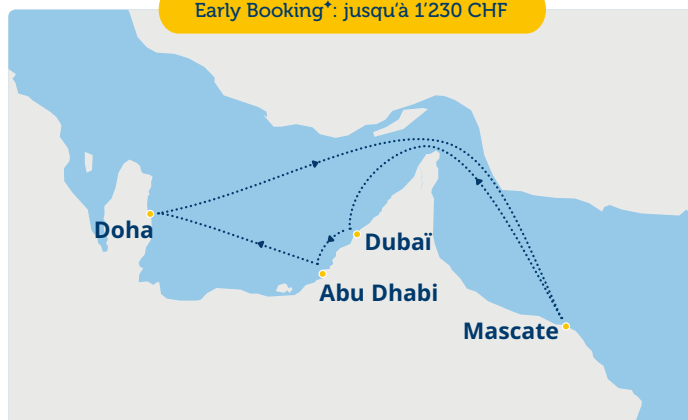 Early Booking✦: jusqu'à 1'230 CHF
Doha
Dubaï
Abu Dhabi
Mascate